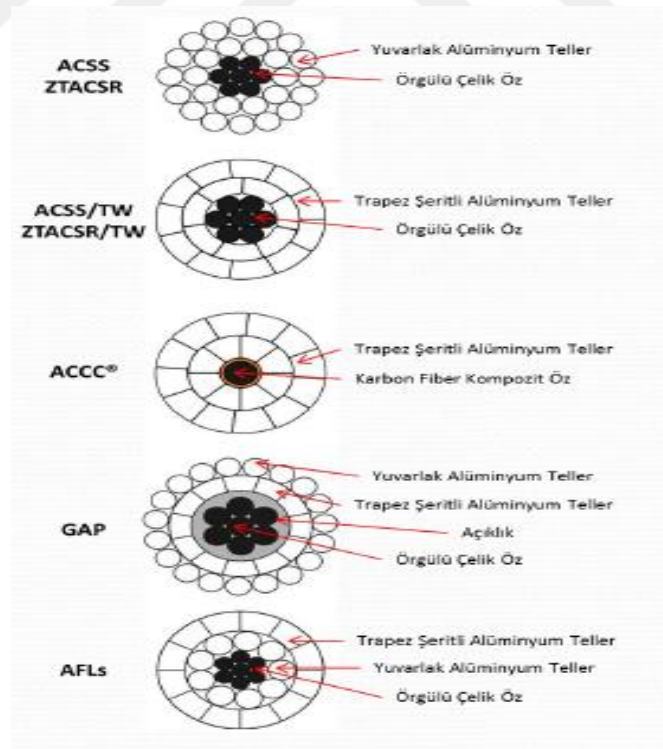 ACSS
ZTACSR
Yuvarlak Alüminyum Teller
Örgülü Çelik Öz
ACSS/TW
ZTACSR/TW
Trapez Şeritli Alüminyum Teller
Örgülü Çelik Öz
ACCC®
Trapez Şeritli Alüminyum Teller
Karbon Fiber Kompozit Öz
GAP
Yuvarlak Alüminyum Teller
Trapez Şeritli Alüminyum Teller
Açıklık
Örgülü Çelik Öz
AFLs
Trapez Şeritli Alüminyum Teller
Yuvarlak Alüminyum Teller
Örgülü Çelik Öz